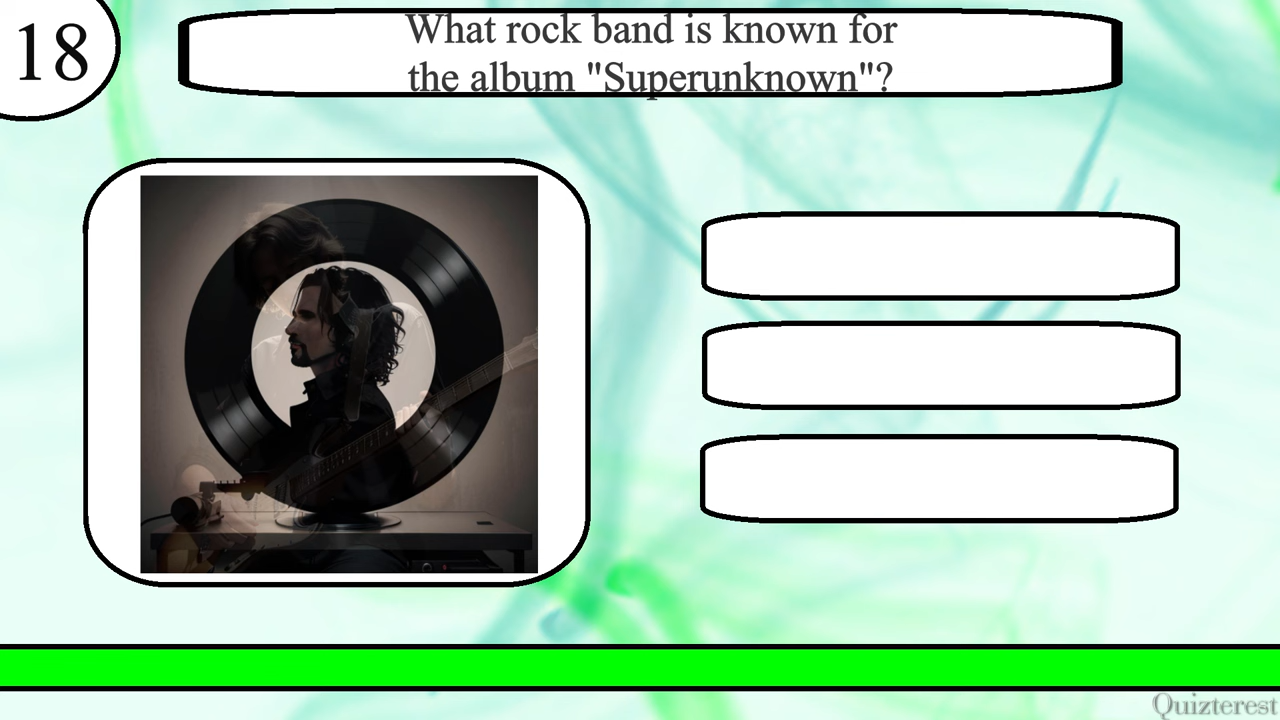 18
What rock band is known for
the album "Superunknown"?
Quizterest